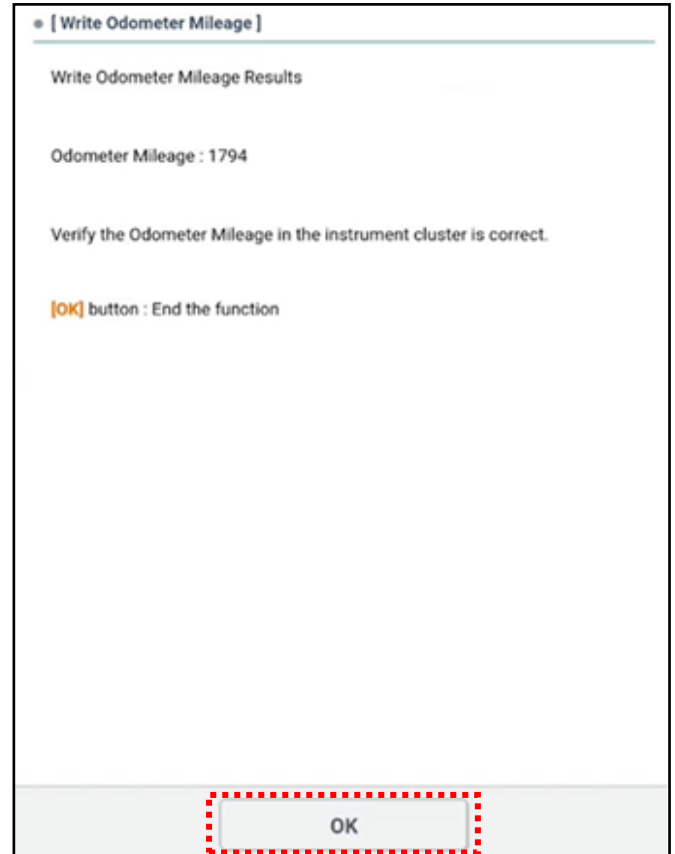 [ Write Odometer Mileage ]
Write Odometer Mileage Results
Odometer Mileage : 1794
Verify the Odometer Mileage in the instrument cluster is correct.
[OK] button : End the function
OK